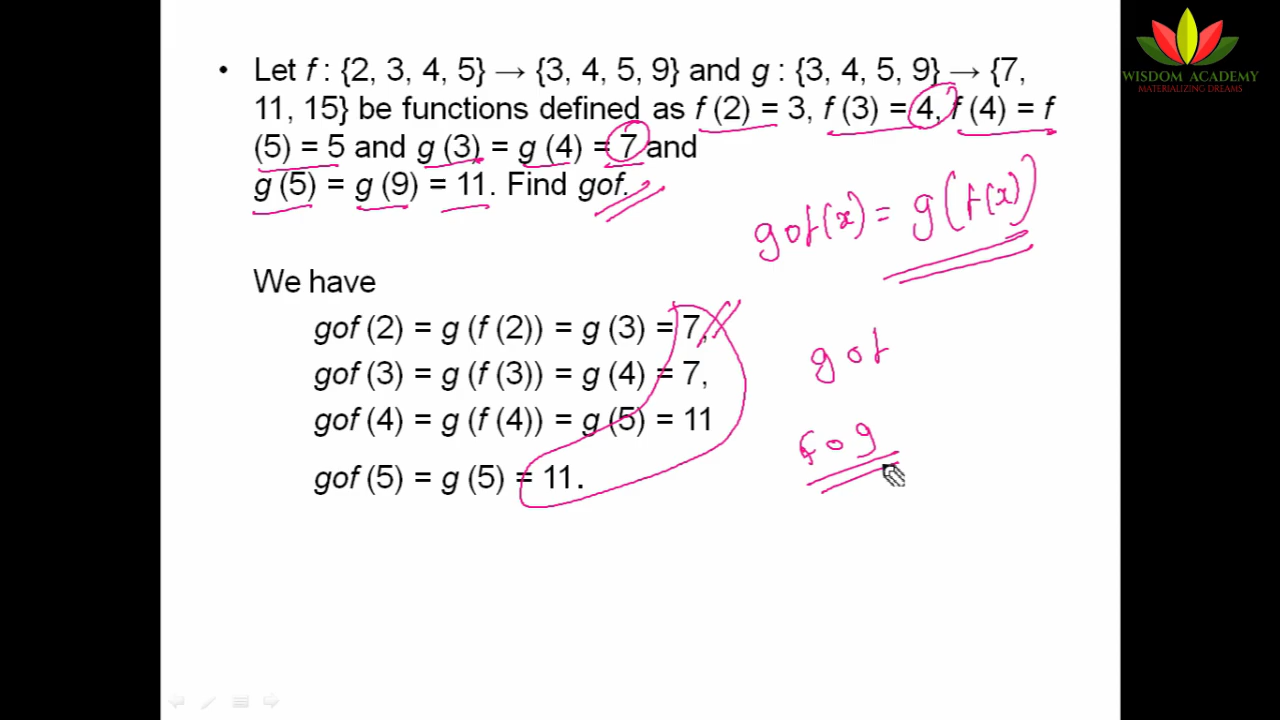 • Let f : {2, 3, 4, 5} → {3, 4, 5, 9} and g : {3, 4, 5, 9} → {7,
11, 15} be functions defined as f (2) = 3, f (3) = 4, f (4) = f
(5) = 5 and g (3) = g (4) = 7 and
g (5) = g (9) = 11. Find gof.
gof(x) = g(f(x))
We have
gof (2) = g (f (2)) = g (3) = 7,
gof (3) = g (f (3)) = g (4) = 7,
gof (4) = g (f (4)) = g (5) = 11
gof (5) = g (5) = 11.
gof
fog
WISDOM ACADEMY
MATERIALIZING DREAMS